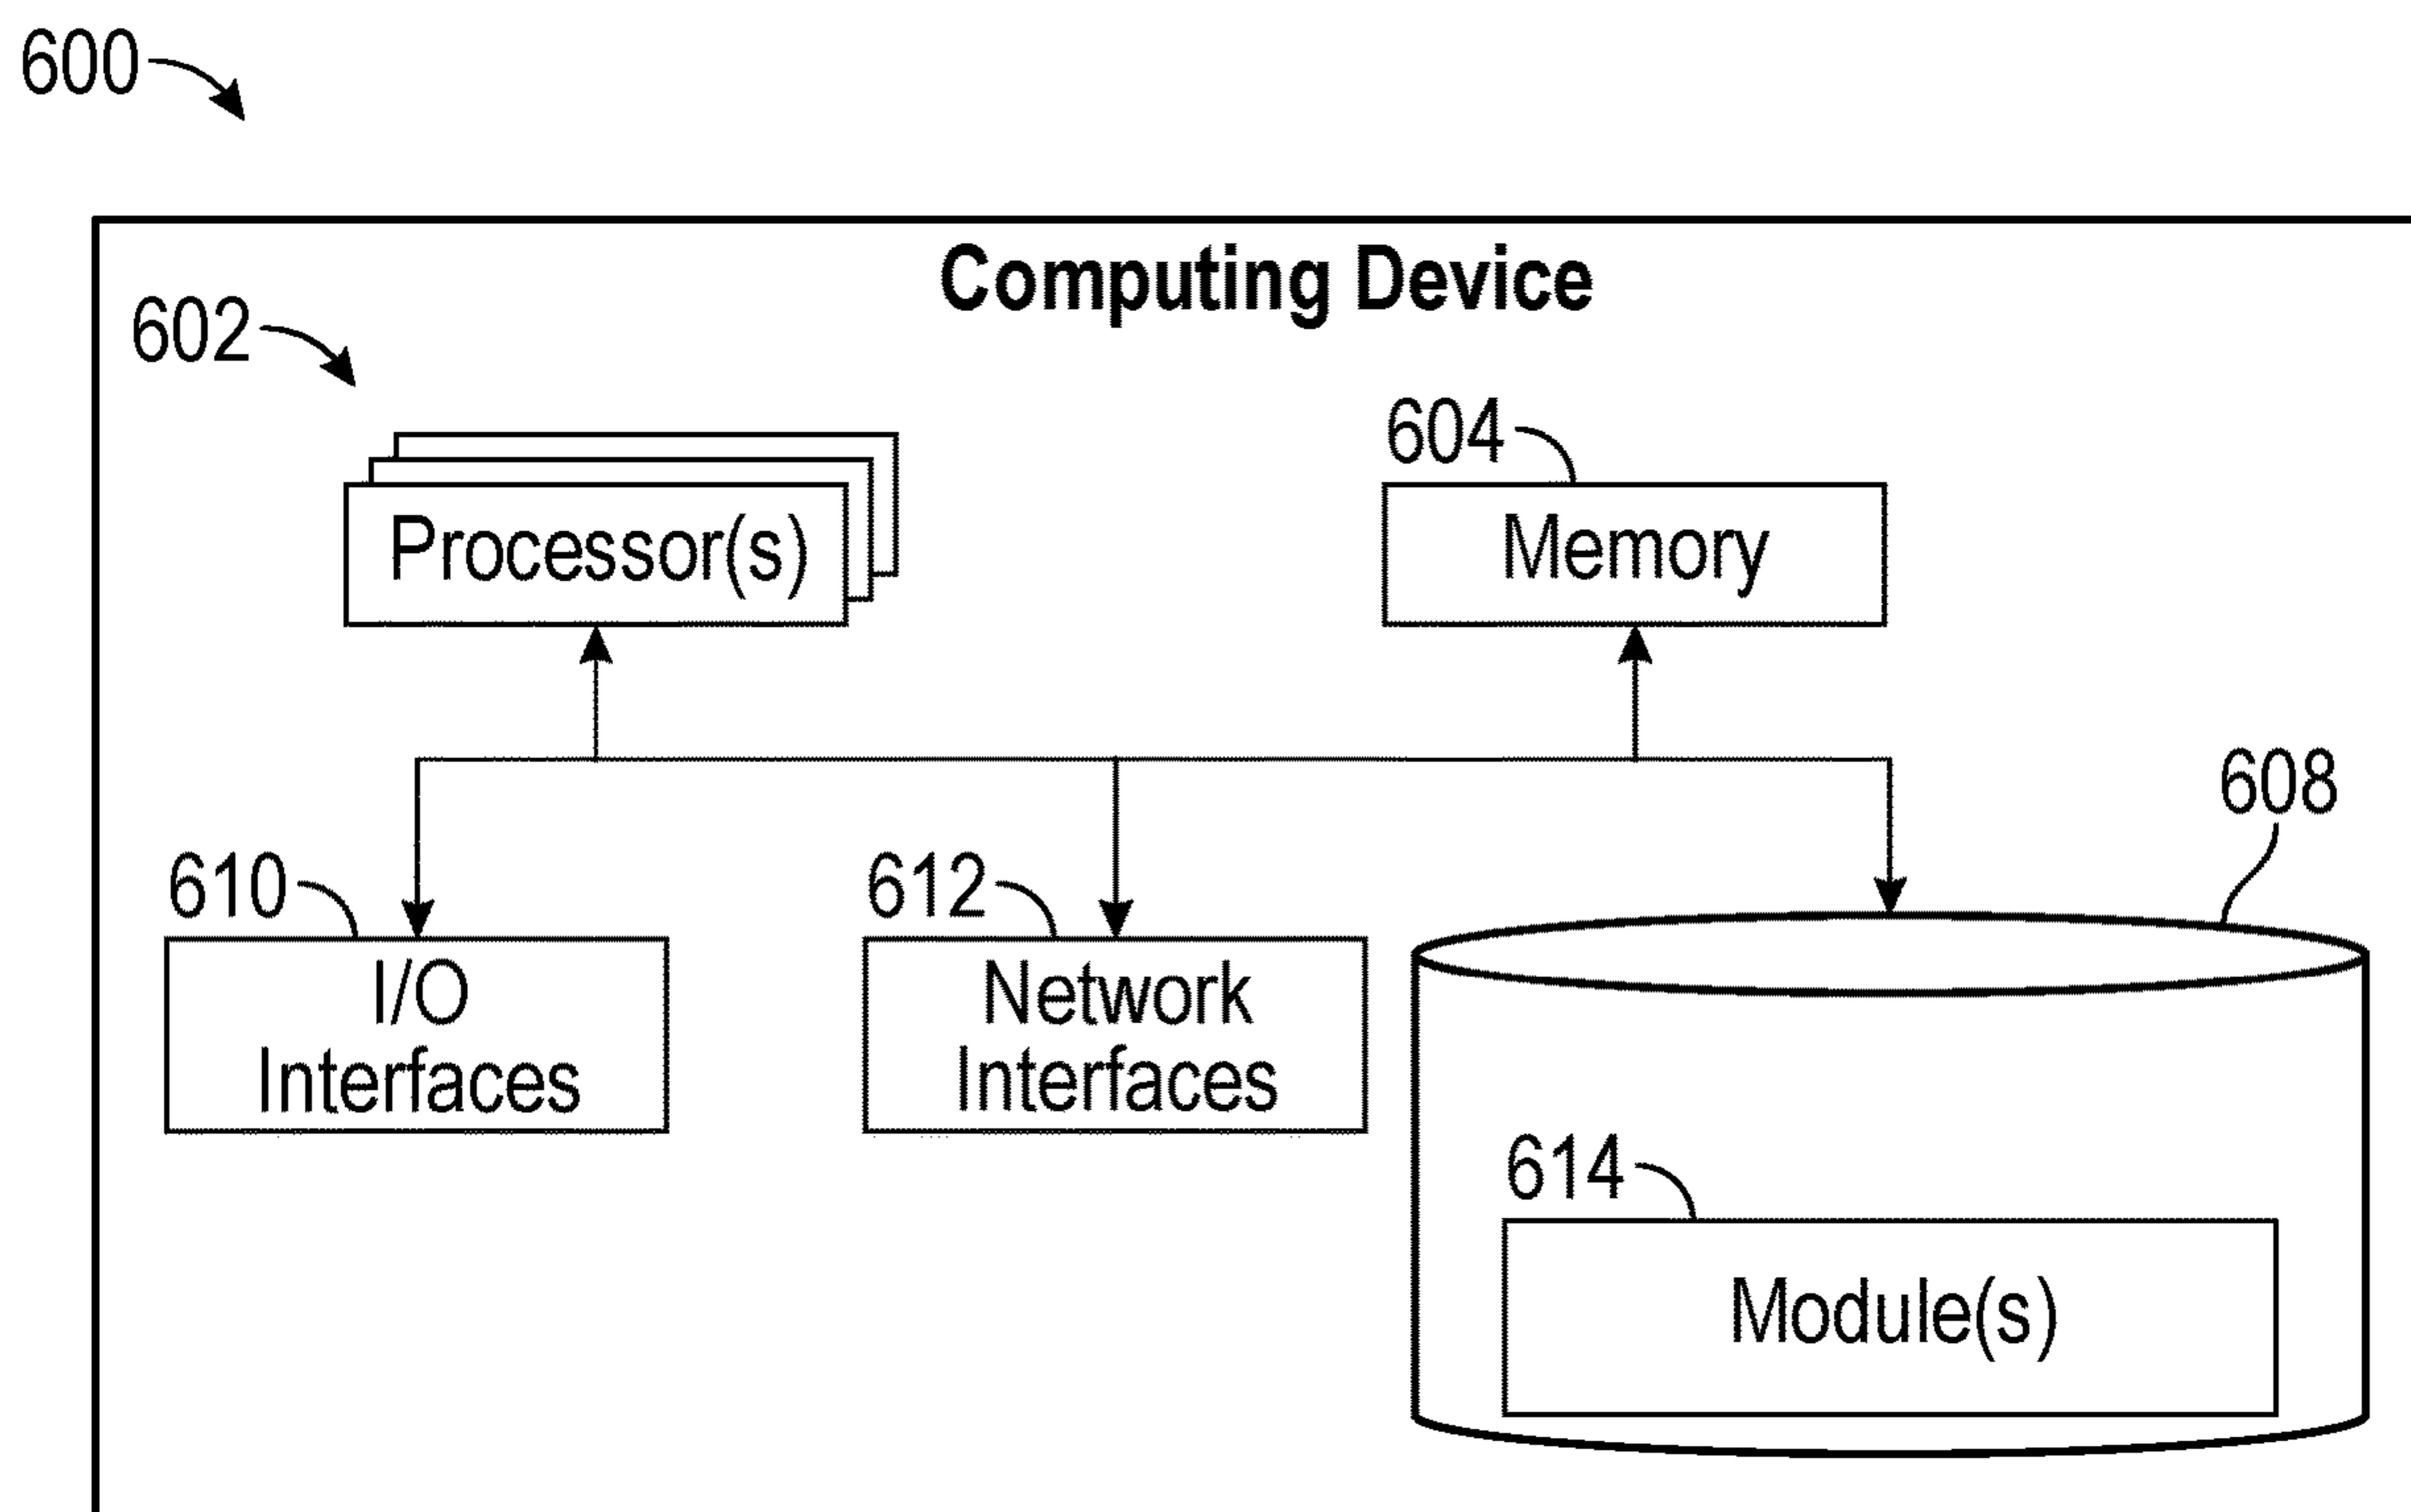 600
Computing Device
602
604
Processor(s)
Memory
608
610
612
I/O
Interfaces
Network
Interfaces
614
Module(s)